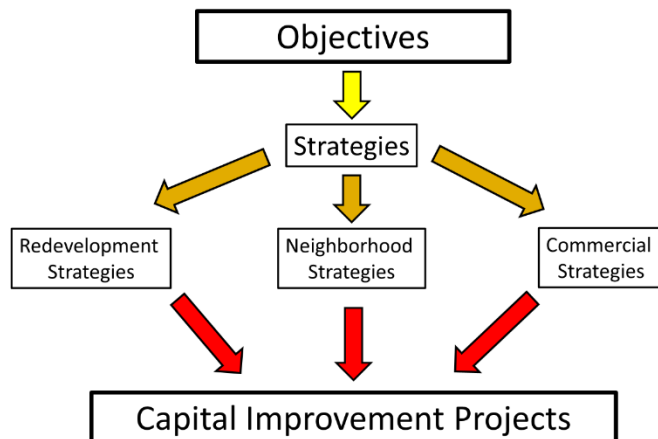 Objectives
Strategies
Redevelopment
Strategies
Neighborhood
Strategies
Commercial
Strategies
Capital Improvement Projects